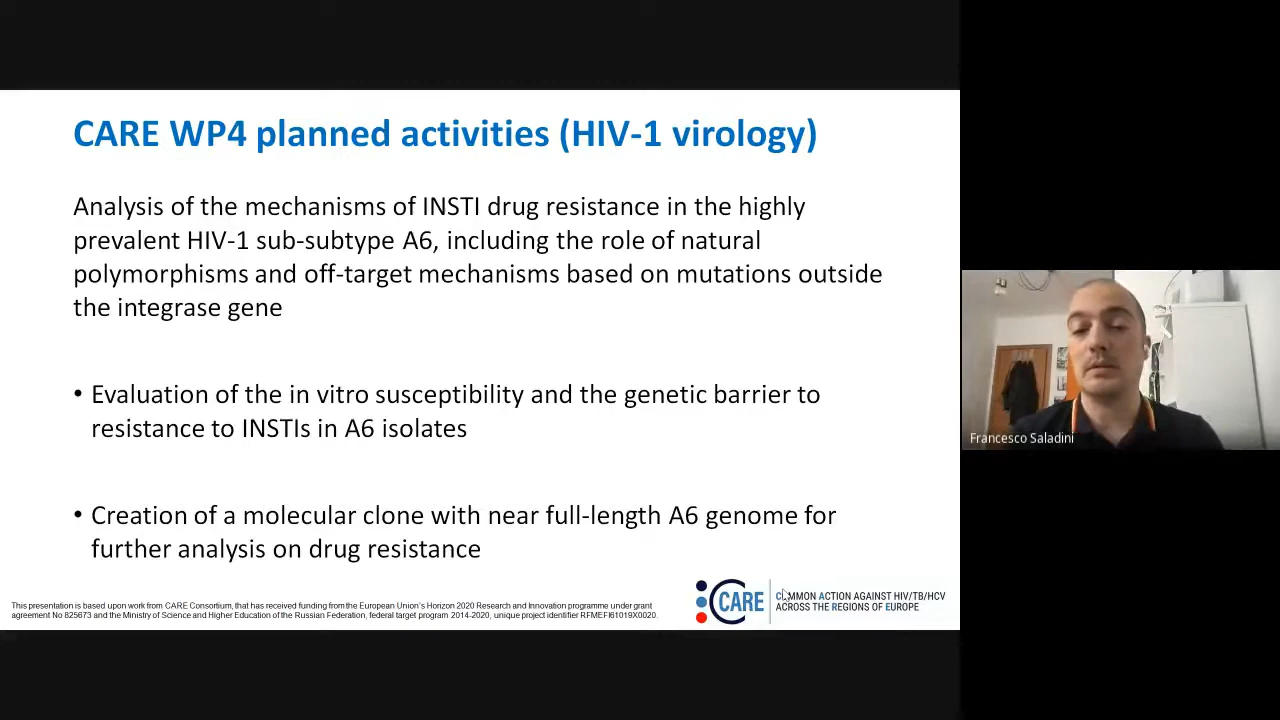 CARE WP4 planned activities (HIV-1 virology)
Analysis of the mechanisms of INSTI drug resistance in the highly
prevalent HIV-1 sub-subtype A6, including the role of natural
polymorphisms and off-target mechanisms based on mutations outside
the integrase gene
• Evaluation of the in vitro susceptibility and the genetic barrier to
resistance to INSTIs in A6 isolates
• Creation of a molecular clone with near full-length A6 genome for
further analysis on drug resistance
This presentation is based upon work from CARE Consortium, that has received funding from the European Union's Horizon 2020 Research and Innovation programme under grant
agreement No 825673 and the Ministry of Science and Higher Education of the Russian Federation, federal target program 2014-2020, unique project identifier RFMEFI61019X0020.
CARE
COMMON ACTION AGAINST HIV/TB/HCV
ACROSS THE REGIONS OF EUROPE
Francesco Saladini